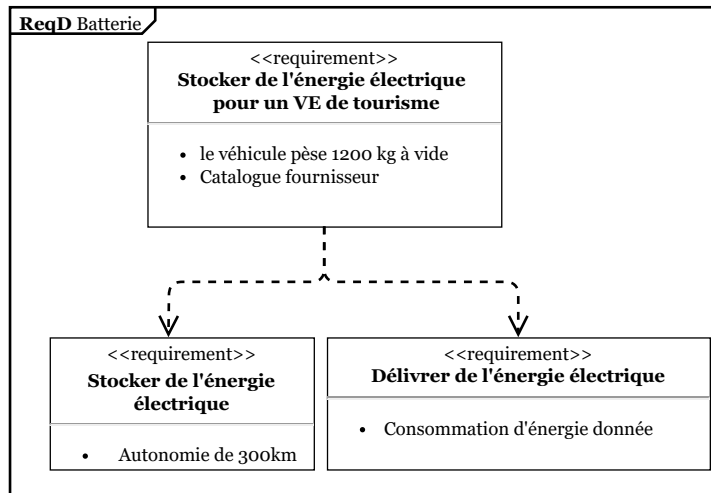 ReqD Batterie
<<requirement>>
Stocker de l'énergie électrique
pour un VE de tourisme
• le véhicule pèse 1200 kg à vide
• Catalogue fournisseur
<<requirement>>
Stocker de l'énergie
électrique
• Autonomie de 300km
<<requirement>>
Délivrer de l'énergie électrique
• Consommation d'énergie donnée